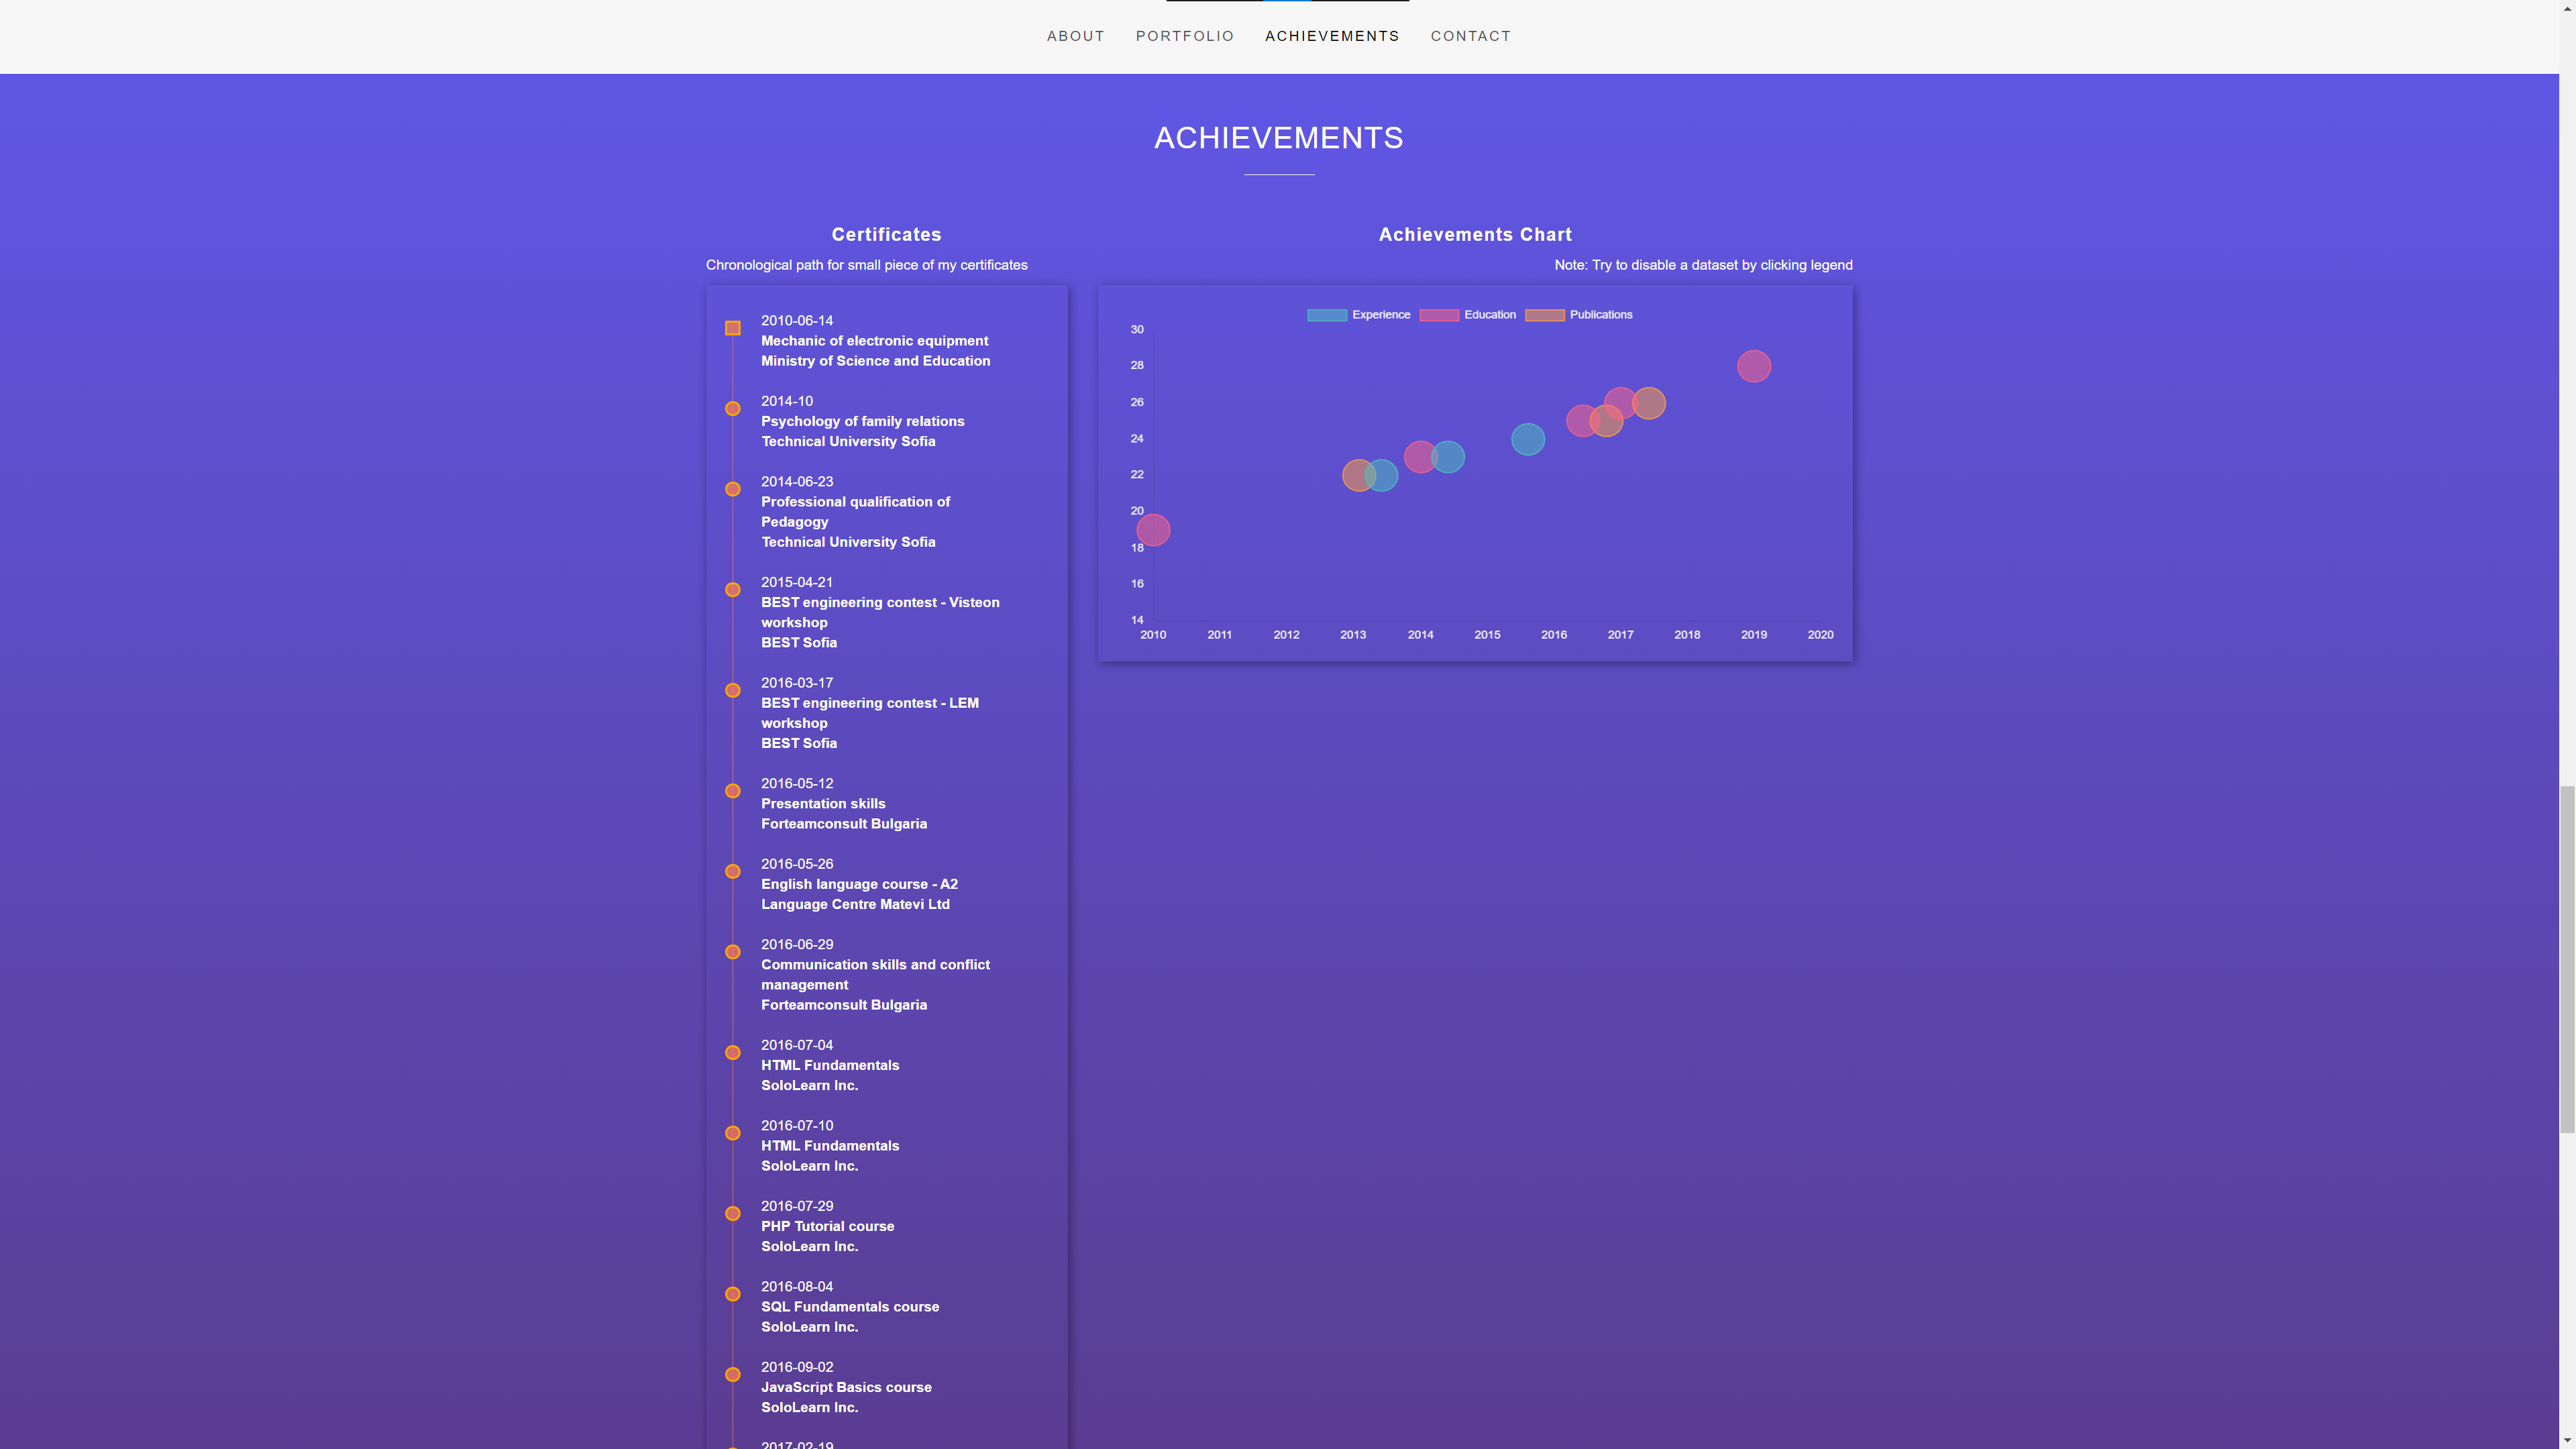 ABOUT PORTFOLIO ACHIEVEMENTS CONTACT
ACHIEVEMENTS
Certificates
Chronological path for small piece of my certificates
2010-06-14
Mechanic of electronic equipment
Ministry of Science and Education
2014-10
Psychology of family relations
Technical University Sofia
2014-06-23
Professional qualification of
Pedagogy
Technical University Sofia
2015-04-21
BEST engineering contest - Visteon
workshop
BEST Sofia
2016-03-17
BEST engineering contest - LEM
workshop
BEST Sofia
2016-05-12
Presentation skills
Forteamconsult Bulgaria
2016-05-26
English language course - A2
Language Centre Matevi Ltd
2016-06-29
Communication skills and conflict
management
Forteamconsult Bulgaria
2016-07-04
HTML Fundamentals
SoloLearn Inc.
2016-07-10
HTML Fundamentals
SoloLearn Inc.
2016-07-29
PHP Tutorial course
SoloLearn Inc.
2016-08-04
SQL Fundamentals course
SoloLearn Inc.
2016-09-02
JavaScript Basics course
SoloLearn Inc.
2017-02-19
Achievements Chart
Note: Try to disable a dataset by clicking legend
Experience Education Publications
30
28
26
24
22
20
18
16
14
2010 2011 2012 2013 2014 2015 2016 2017 2018 2019 2020